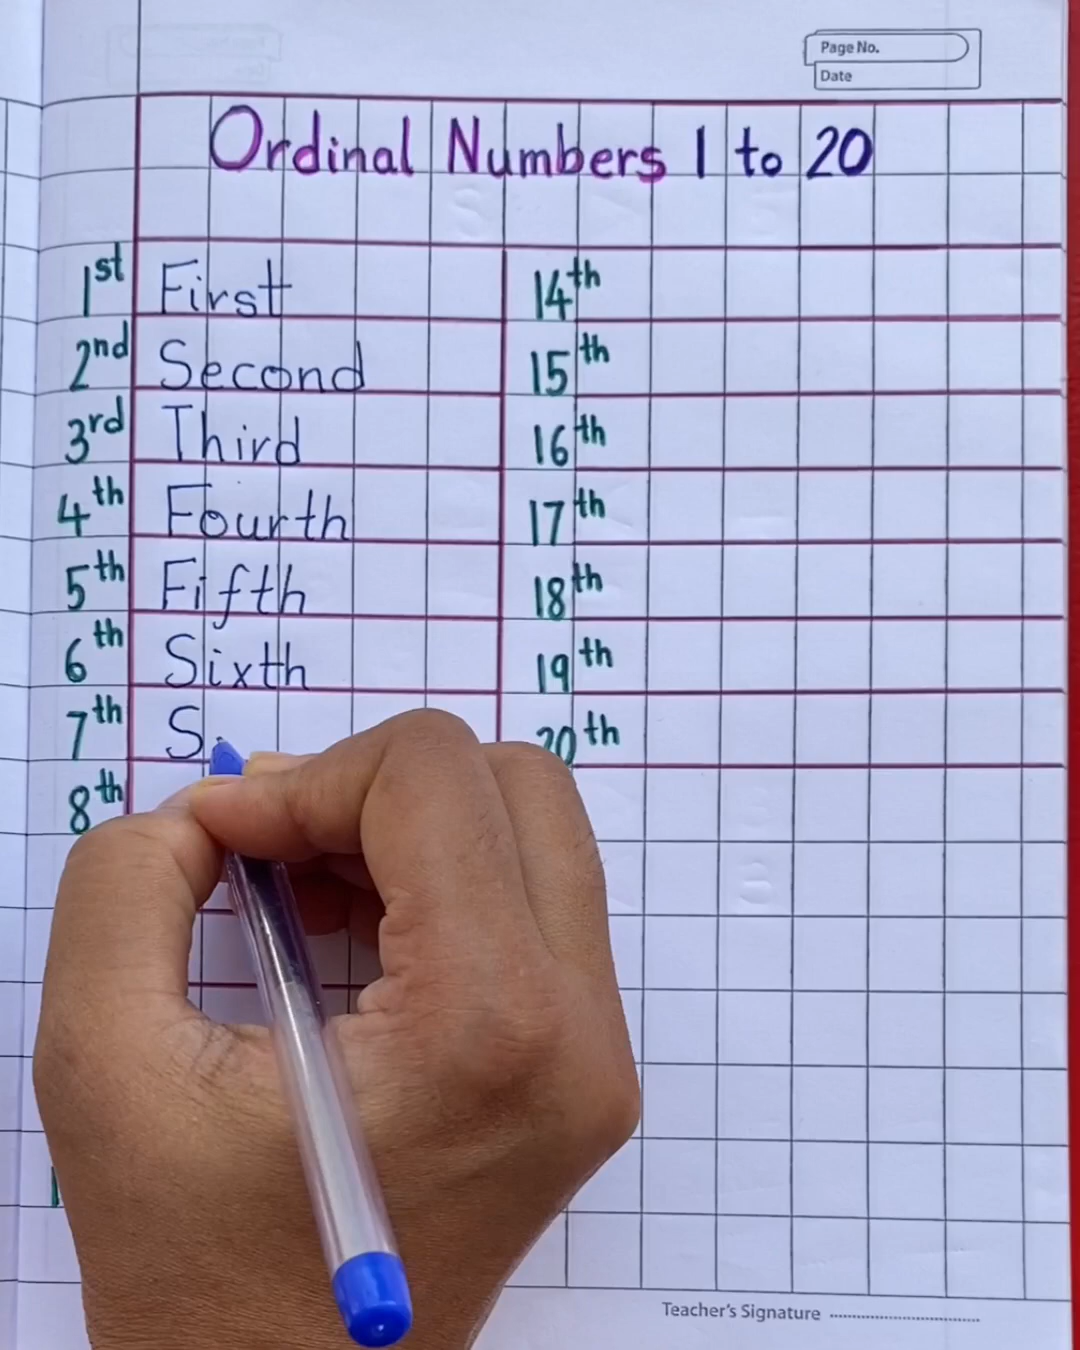 Page No.
Date
Ordinal Numbers 1 to 20
1st First
2nd Second
3rd Third
4th Fourth
5th Fifth
6th Sixth
7th S
8th
14th
15th
16th
17th
18th
19th
20th
Teacher's Signature